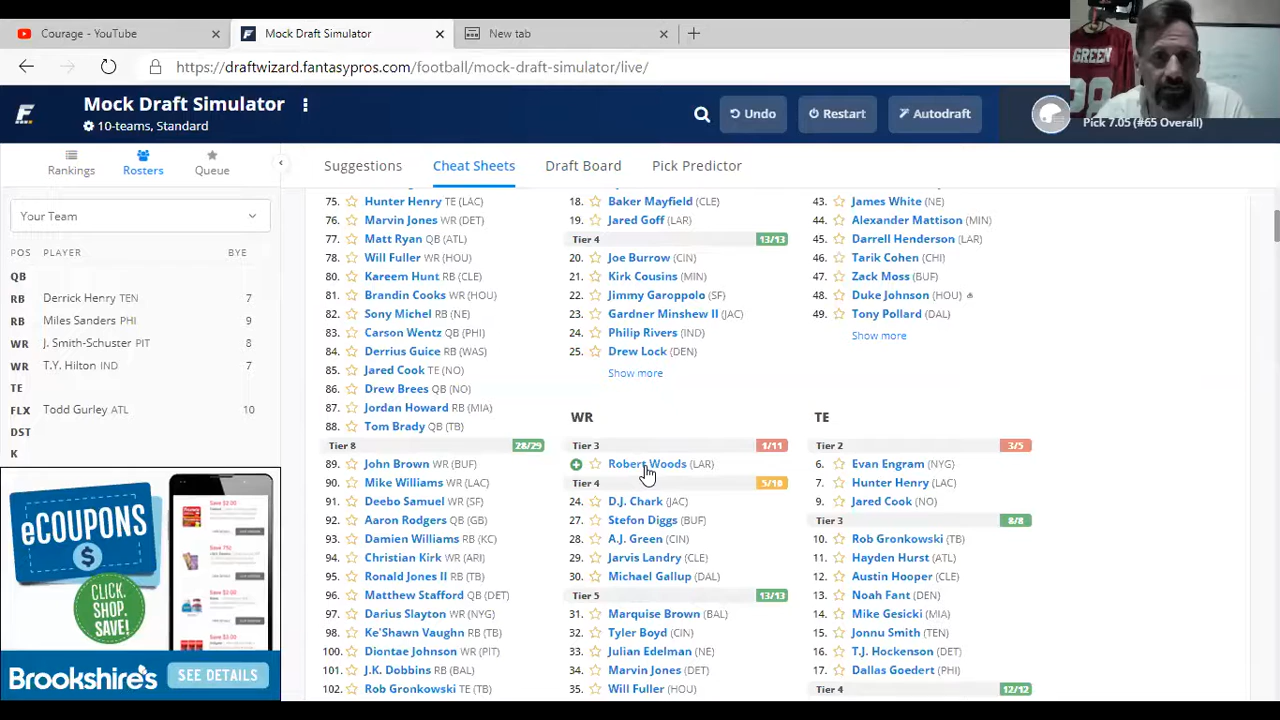 Courage - YouTube
Mock Draft Simulator
New tab
GREEN
https://draftwizard.fantasypros.com/football/mock-draft-simulator/live/
Mock Draft Simulator
10-teams, Standard
Undo
Restart
Autodraft
Pick 7.05 (#65 Overall)
Rankings
Rosters
Queue
Suggestions
Cheat Sheets
Draft Board
Pick Predictor
Your Team
POS PLAYER BYE
QB
RB Derrick Henry TEN 7
RB Miles Sanders PHI 9
WR J. Smith-Schuster PIT 8
WR T.Y. Hilton IND 7
TE
FLX Todd Gurley ATL 10
DST
K
eCOUPONS
$
CLICK.
SHOP.
SAVE!
Brookshire's
SEE DETAILS
75. Hunter Henry TE (LAC)
76. Marvin Jones WR (DET)
77. Matt Ryan QB (ATL)
78. Will Fuller WR (HOU)
80. Kareem Hunt RB (CLE)
81. Brandin Cooks WR (HOU)
82. Sony Michel RB (NE)
83. Carson Wentz QB (PHI)
84. Derrius Guice RB (WAS)
85. Jared Cook TE (NO)
86. Drew Brees QB (NO)
87. Jordan Howard RB (MIA)
88. Tom Brady QB (TB)
Tier 8 28/29
89. John Brown WR (BUF)
90. Mike Williams WR (LAC)
91. Deebo Samuel WR (SF)
92. Aaron Rodgers QB (GB)
93. Damien Williams RB (KC)
94. Christian Kirk WR (ARI)
95. Ronald Jones II RB (TB)
96. Matthew Stafford QB (DET)
97. Darius Slayton WR (NYG)
98. Ke'Shawn Vaughn RB (TB)
100. Diontae Johnson WR (PIT)
101. J.K. Dobbins RB (BAL)
102. Rob Gronkowski TE (TB)
18. Baker Mayfield (CLE)
19. Jared Goff (LAR)
Tier 4 13/13
20. Joe Burrow (CIN)
21. Kirk Cousins (MIN)
22. Jimmy Garoppolo (SF)
23. Gardner Minshew II (JAC)
24. Philip Rivers (IND)
25. Drew Lock (DEN)
Show more
WR
Tier 3 1/11
Robert Woods (LAR)
Tier 4 5/10
24. D.J. Chark (JAC)
27. Stefon Diggs (BUF)
28. A.J. Green (CIN)
29. Jarvis Landry (CLE)
30. Michael Gallup (DAL)
Tier 5 13/13
31. Marquise Brown (BAL)
32. Tyler Boyd (CIN)
33. Julian Edelman (NE)
34. Marvin Jones (DET)
35. Will Fuller (HOU)
43. James White (NE)
44. Alexander Mattison (MIN)
45. Darrell Henderson (LAR)
46. Tarik Cohen (CHI)
47. Zack Moss (BUF)
48. Duke Johnson (HOU)
49. Tony Pollard (DAL)
Show more
TE
Tier 2 3/5
6. Evan Engram (NYG)
7. Hunter Henry (LAC)
9. Jared Cook (NO)
Tier 3 8/8
10. Rob Gronkowski (TB)
11. Hayden Hurst (ATL)
12. Austin Hooper (CLE)
13. Noah Fant (DEN)
14. Mike Gesicki (MIA)
15. Jonnu Smith (TEN)
16. T.J. Hockenson (DET)
17. Dallas Goedert (PHI)
Tier 4 12/12